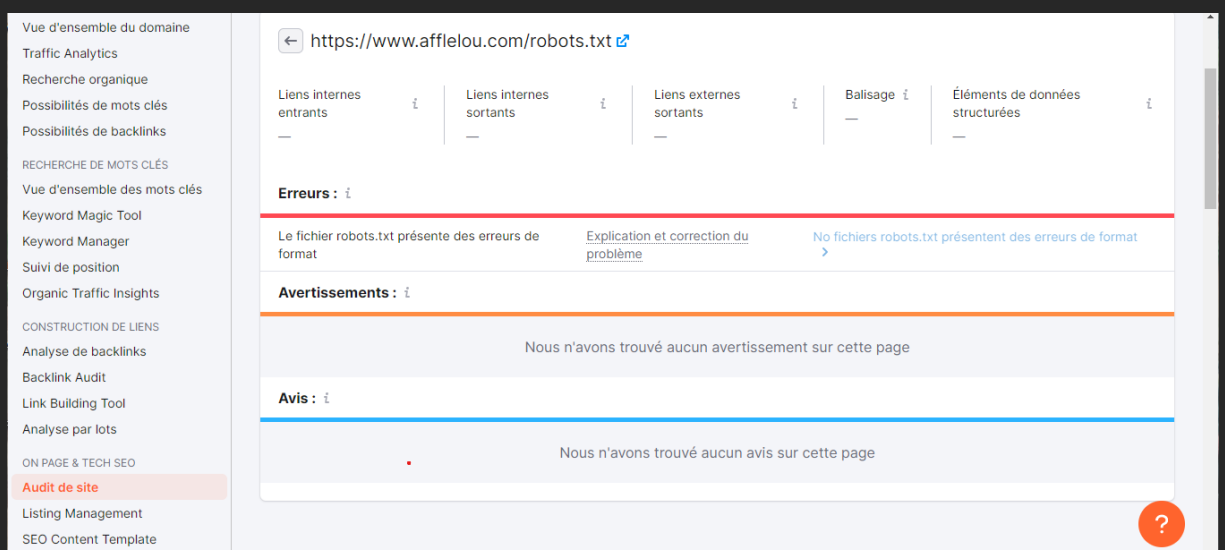 Vue d'ensemble du domaine
Traffic Analytics
Recherche organique
Possibilités de mots clés
Possibilités de backlinks
RECHERCHE DE MOTS CLÉS
Vue d'ensemble des mots clés
Keyword Magic Tool
Keyword Manager
Suivi de position
Organic Traffic Insights
CONSTRUCTION DE LIENS
Analyse de backlinks
Backlink Audit
Link Building Tool
Analyse par lots
ON PAGE & TECH SEO
Audit de site
Listing Management
SEO Content Template
https://www.afflelou.com/robots.txt
Liens internes
entrants
i
—
Liens internes
sortants
i
—
Liens externes
sortants
i
—
Balisage i
—
Éléments de données
structurées
i
—
Erreurs : i
Le fichier robots.txt présente des erreurs de
format
Explication et correction du
problème
No fichiers robots.txt présentent des erreurs de format
Avertissements : i
Nous n'avons trouvé aucun avertissement sur cette page
Avis : i
Nous n'avons trouvé aucun avis sur cette page
?